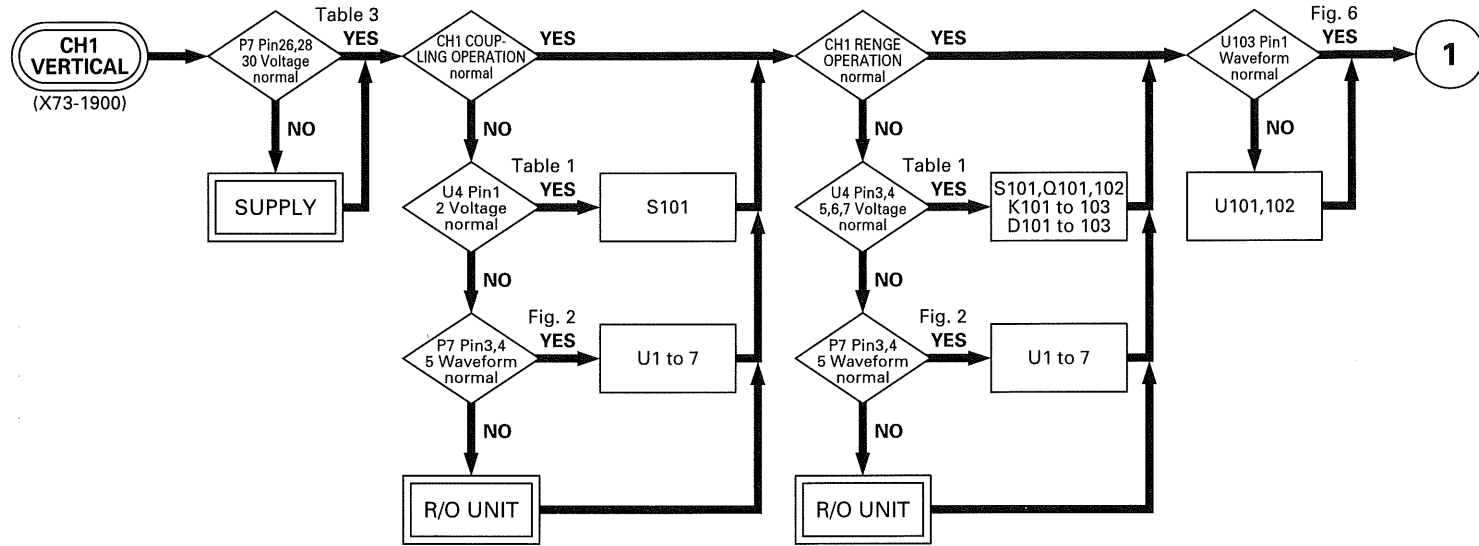 CH1
VERTICAL
(X73-1900)
P7 Pin26,28
30 Voltage
normal
Table 3
YES
NO
SUPPLY
CH1 COUP-
LING OPERATION
normal
YES
NO
U4 Pin1
2 Voltage
normal
Table 1
YES
S101
NO
P7 Pin3,4
5 Waveform
normal
Fig. 2
YES
U1 to 7
NO
R/O UNIT
CH1 RENGE
OPERATION
normal
YES
NO
U4 Pin3,4
5,6,7 Voltage
normal
Table 1
YES
S101,Q101,102
K101 to 103
D101 to 103
NO
P7 Pin3,4
5 Waveform
normal
Fig. 2
YES
U1 to 7
NO
R/O UNIT
U103 Pin1
Waveform
normal
Fig. 6
YES
NO
U101,102
1